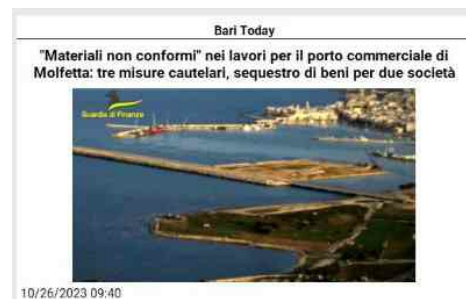 Bari Today
"Materiali non conformi" nei lavori per il porto commerciale di
Molfetta: tre misure cautelari, sequestro di beni per due società
Guardia di Finanza
10/26/2023 09:40